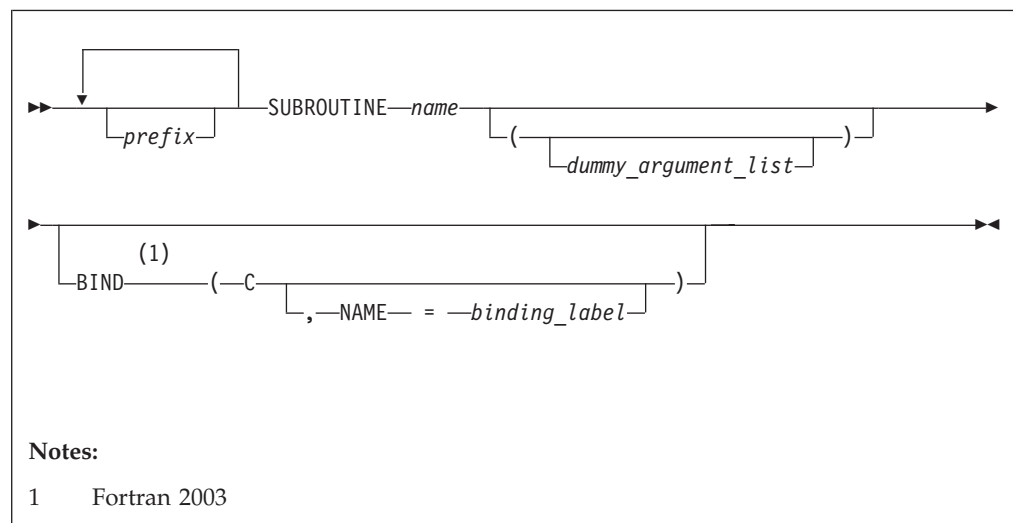 prefix SUBROUTINE name ( dummy_argument_list )
BIND (1) ( C , NAME = binding_label )
Notes:
1 Fortran 2003